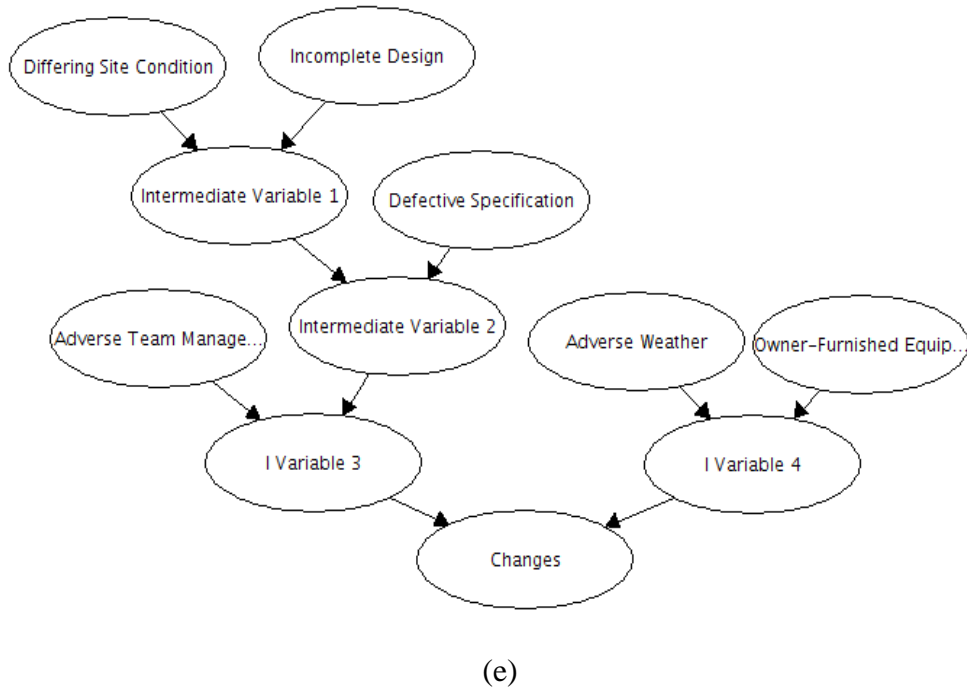 Differing Site Condition
Incomplete Design
Intermediate Variable 1
Defective Specification
Adverse Team Manage...
Intermediate Variable 2
Adverse Weather
Owner-Furnished Equip...
I Variable 3
I Variable 4
Changes
(e)